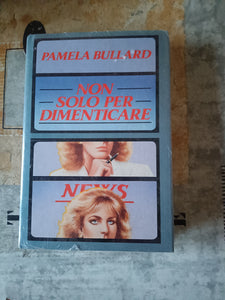 PAMELA BULLARD
NON
SOLO PER
DIMENTICARE
NEWS